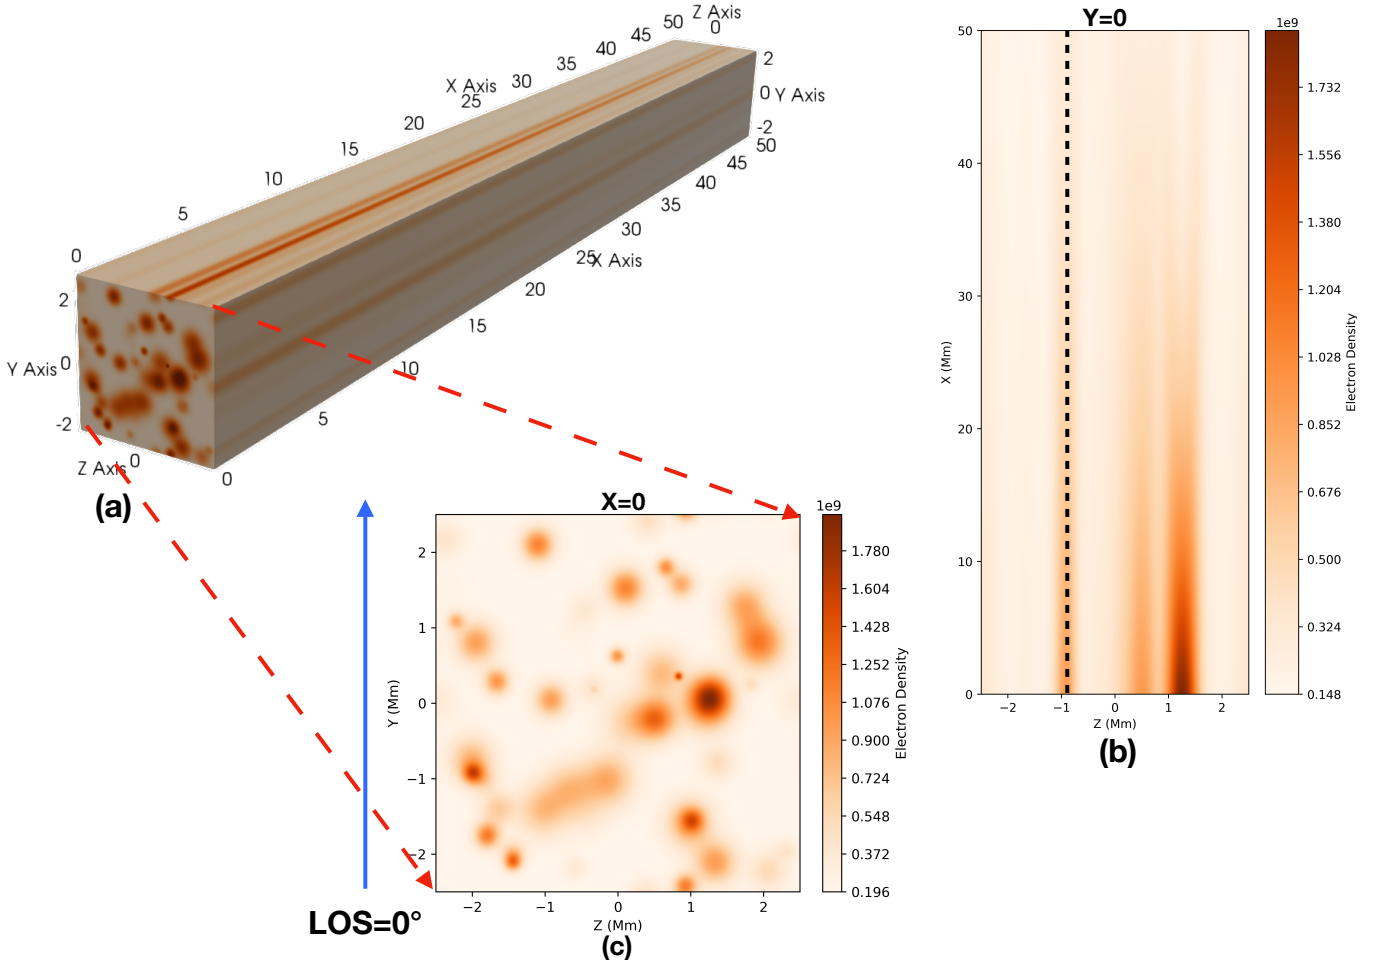 Z Axis
50 0
45
40
35
30
X Axis
25
20
15
10
5
0
2
0 Y Axis
-2
50
45
40
35
30
25 X Axis
20
15
10
5
0
2
Y Axis 0
-2
Z Axis 0
(a)
LOS=0°
X=0
2
1
0
−1
−2
Y (Mm)
−2 −1 0 1 2
Z (Mm)
(c)
1e9
1.780
1.604
1.428
1.252
1.076
0.900
0.724
0.548
0.372
0.196
Electron Density
Y=0
50
40
30
20
10
0
X (Mm)
−2 −1 0 1 2
Z (Mm)
(b)
1e9
1.732
1.556
1.380
1.204
1.028
0.852
0.676
0.500
0.324
0.148
Electron Density